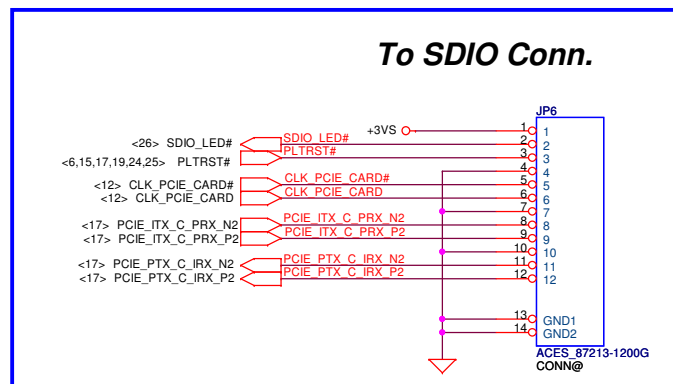 To SDIO Conn.
JP6
+3VS 1 1
<26> SDIO_LED# SDIO_LED# 2 2
<6,15,17,19,24,25> PLTRST# PLTRST# 3 3
4 4
<12> CLK_PCIE_CARD# CLK_PCIE_CARD# 5 5
<12> CLK_PCIE_CARD CLK_PCIE_CARD 6 6
7 7
<17> PCIE_ITX_C_PRX_N2 PCIE_ITX_C_PRX_N2 8 8
<17> PCIE_ITX_C_PRX_P2 PCIE_ITX_C_PRX_P2 9 9
10 10
<17> PCIE_PTX_C_IRX_N2 PCIE_PTX_C_IRX_N2 11 11
<17> PCIE_PTX_C_IRX_P2 PCIE_PTX_C_IRX_P2 12 12
13 GND1
14 GND2
ACES_87213-1200G
CONN@